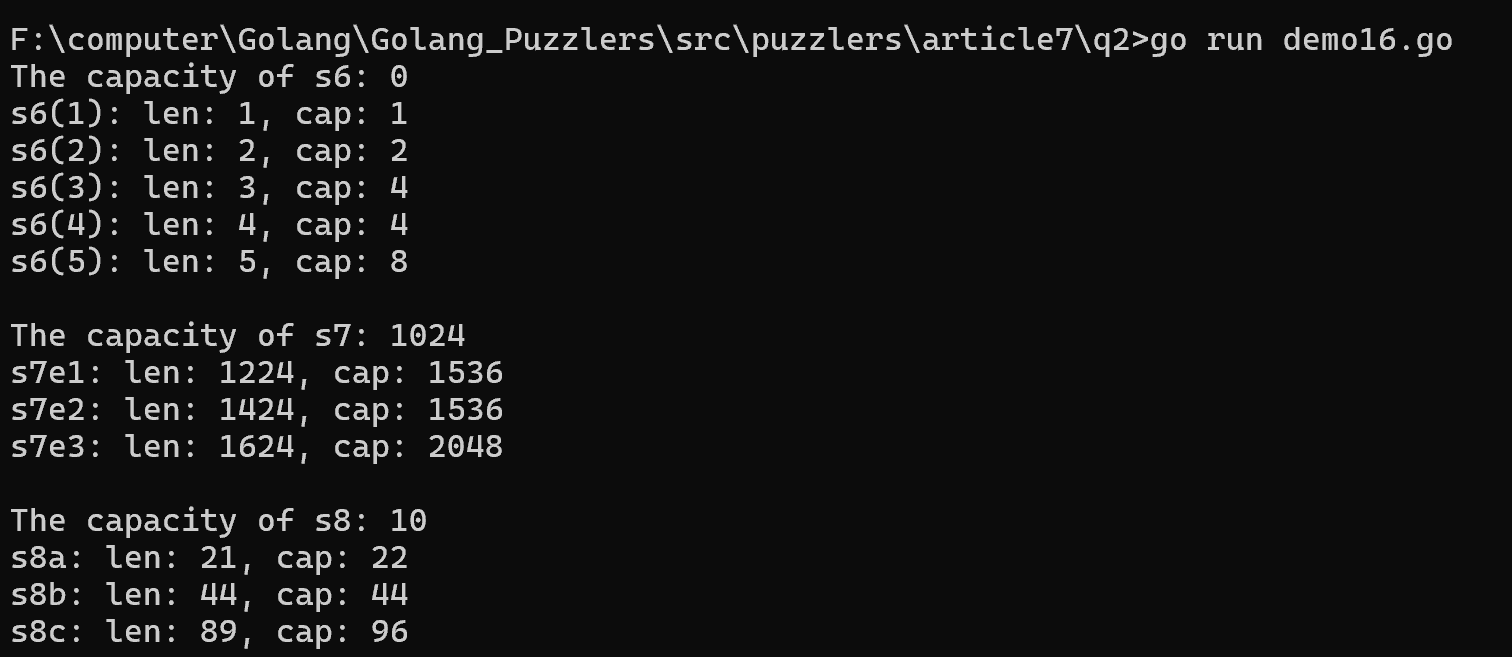 F:\computer\Golang\Golang_Puzzlers\src\puzzlers\article7\q2>go run demo16.go
The capacity of s6: 0
s6(1): len: 1, cap: 1
s6(2): len: 2, cap: 2
s6(3): len: 3, cap: 4
s6(4): len: 4, cap: 4
s6(5): len: 5, cap: 8
The capacity of s7: 1024
s7e1: len: 1224, cap: 1536
s7e2: len: 1424, cap: 1536
s7e3: len: 1624, cap: 2048
The capacity of s8: 10
s8a: len: 21, cap: 22
s8b: len: 44, cap: 44
s8c: len: 89, cap: 96